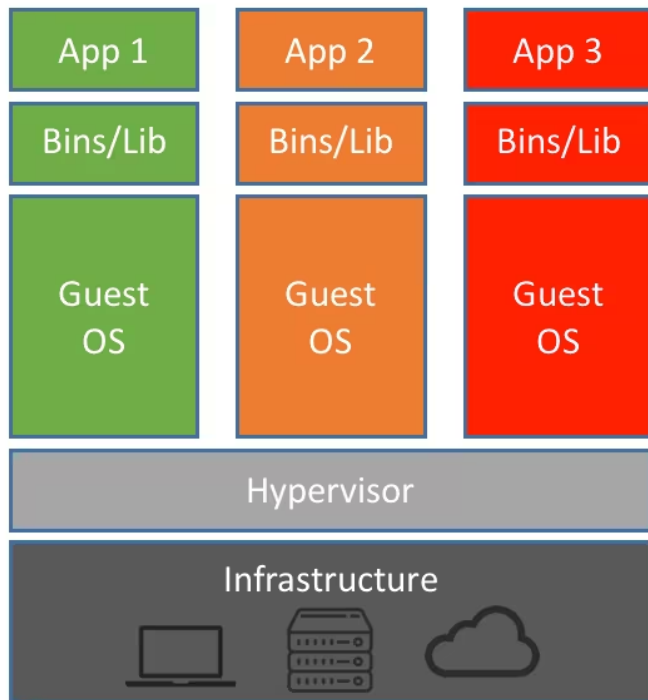 App 1
App 2
App 3
Bins/Lib
Bins/Lib
Bins/Lib
Guest
OS
Guest
OS
Guest
OS
Hypervisor
Infrastructure